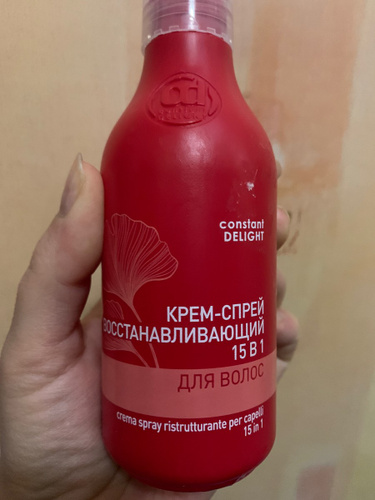 constant
DELIGHT
КРЕМ-СПРЕЙ
ВОССТАНАВЛИВАЮЩИЙ
15 В 1
ДЛЯ ВОЛОС
crema spray ristrutturante per capelli
15 in 1